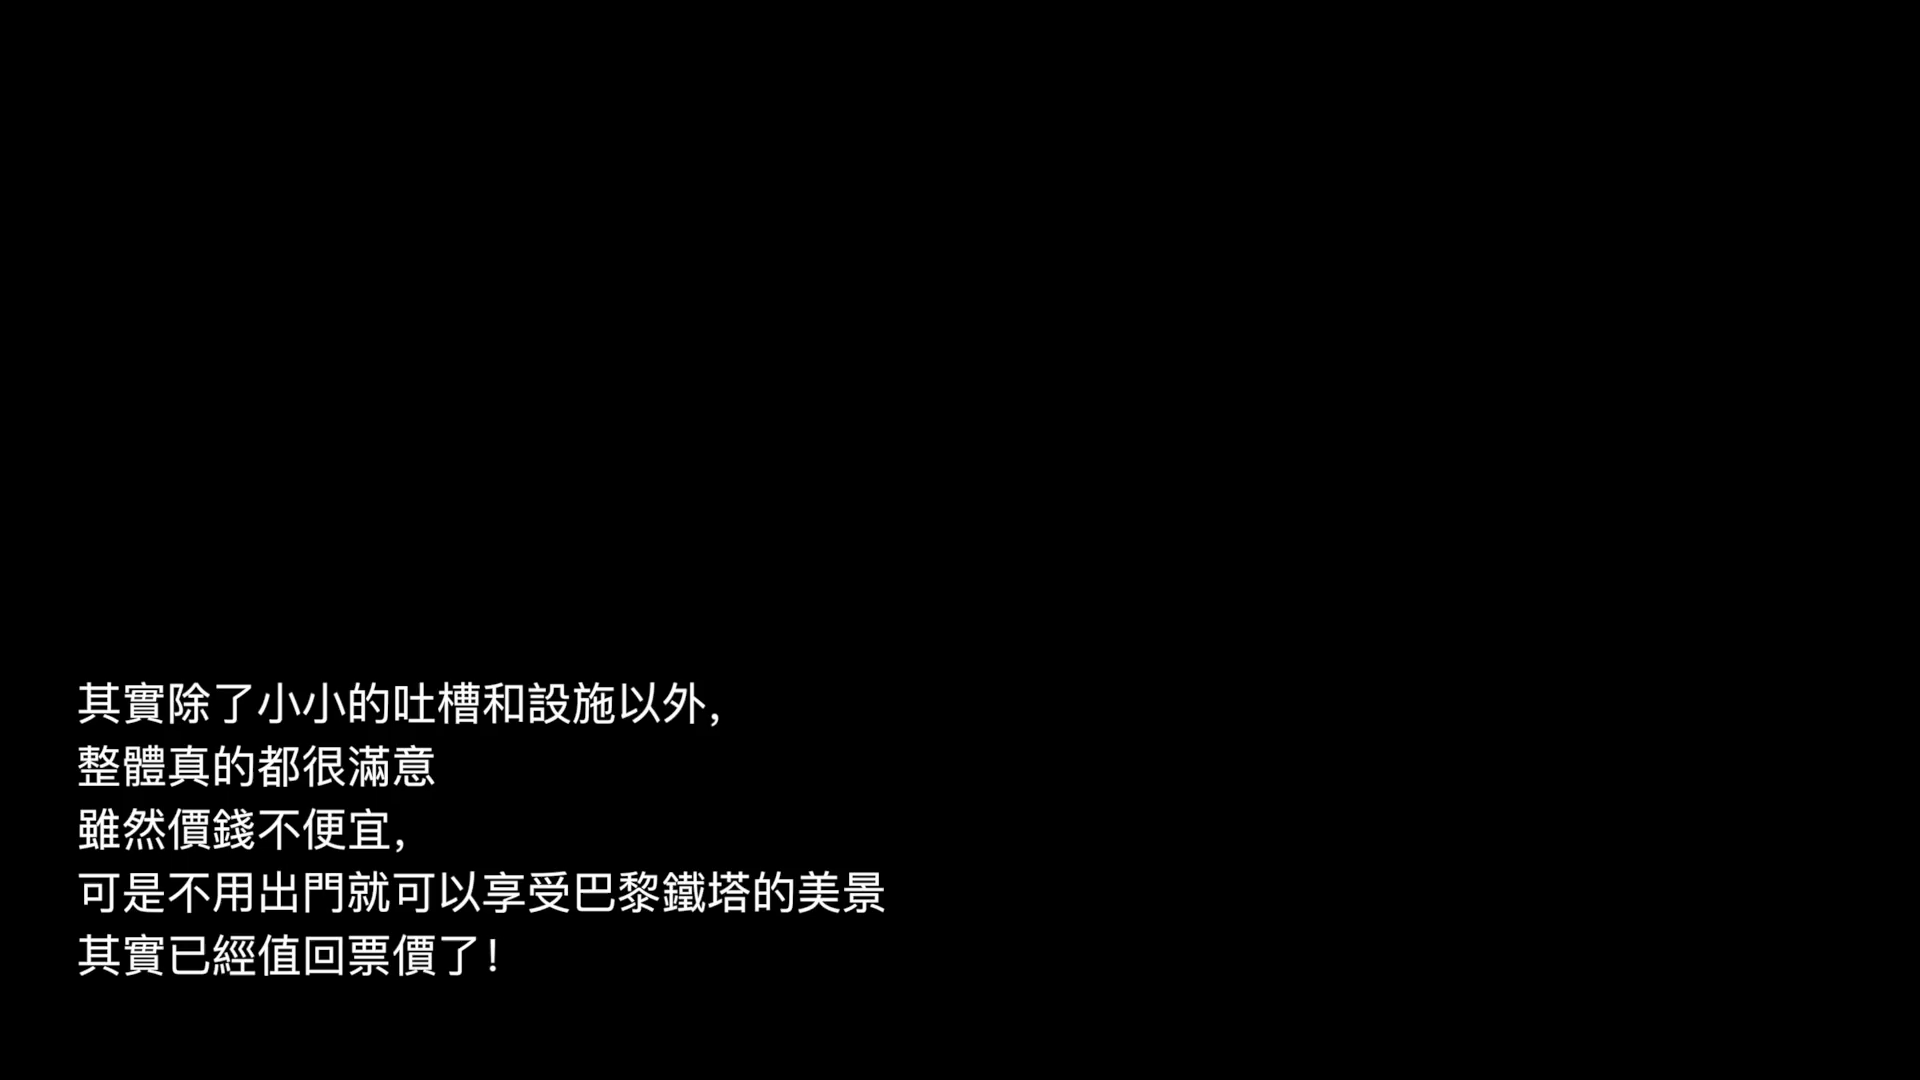 其實除了小小的吐槽和設施以外,
整體真的都很滿意
雖然價錢不便宜,
可是不用出門就可以享受巴黎鐵塔的美景
其實已經值回票價了!